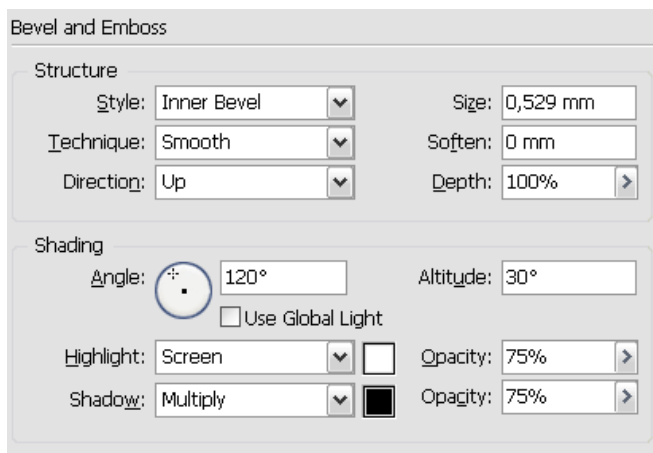 Bevel and Emboss
Structure
Style: Inner Bevel Size: 0,529 mm
Technique: Smooth Soften: 0 mm
Direction: Up Depth: 100%
Shading
Angle: 120° Altitude: 30°
Use Global Light
Highlight: Screen Opacity: 75%
Shadow: Multiply Opacity: 75%